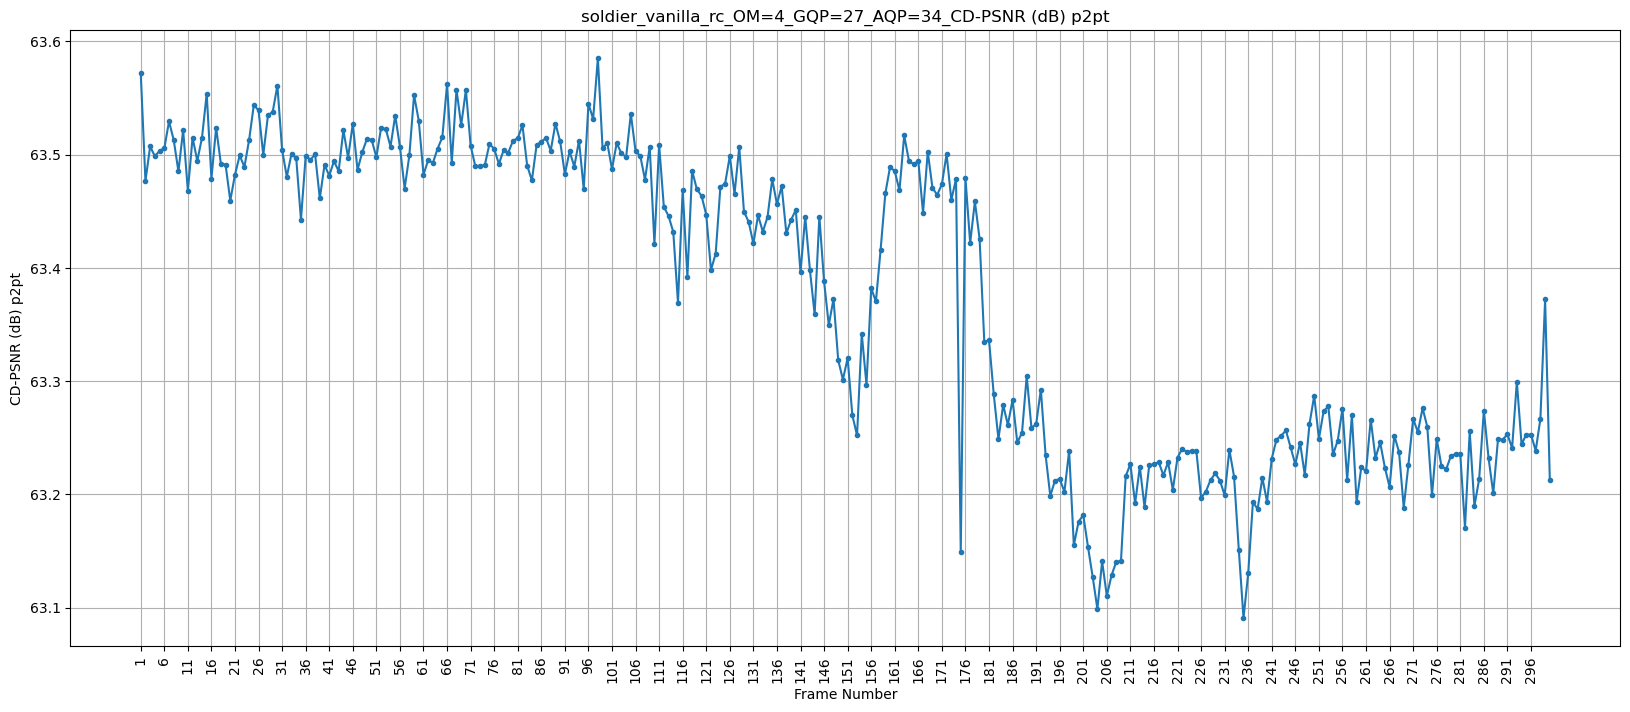 soldier_vanilla_rc_OM=4_GQP=27_AQP=34_CD-PSNR (dB) p2pt
CD-PSNR (dB) p2pt
63.6
63.5
63.4
63.3
63.2
63.1
1 6 11 16 21 26 31 36 41 46 51 56 61 66 71 76 81 86 91 96 101 106 111 116 121 126 131 136 141 146 151 156 161 166 171 176 181 186 191 196 201 206 211 216 221 226 231 236 241 246 251 256 261 266 271 276 281 286 291 296
Frame Number